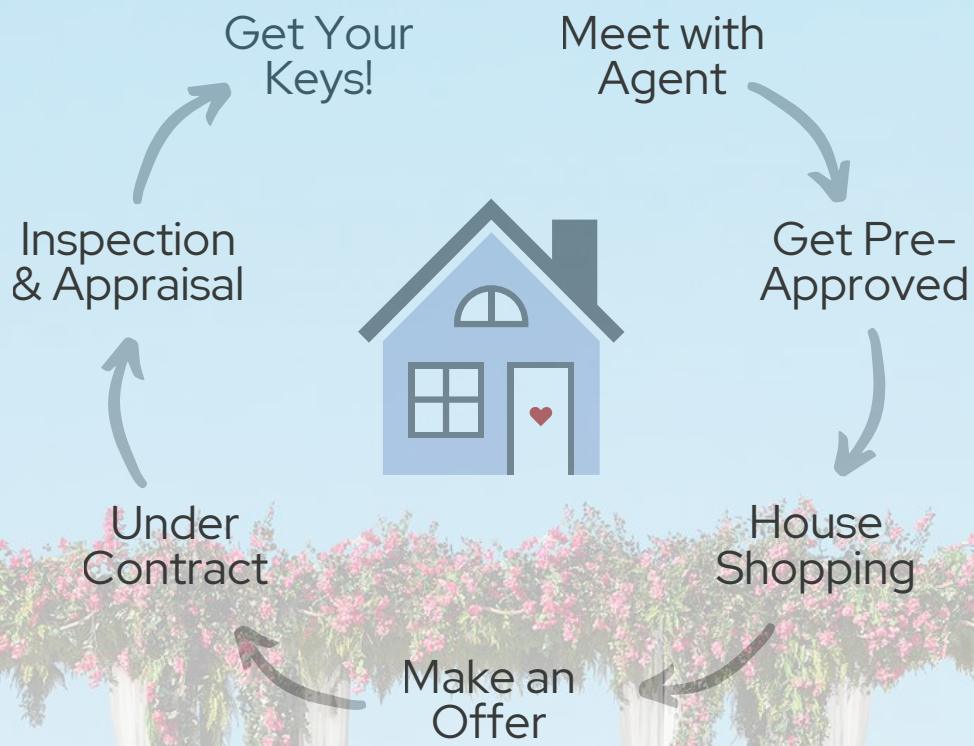 Meet with
Agent
Get Pre-
Approved
House
Shopping
Make an
Offer
Under
Contract
Inspection
& Appraisal
Get Your
Keys!